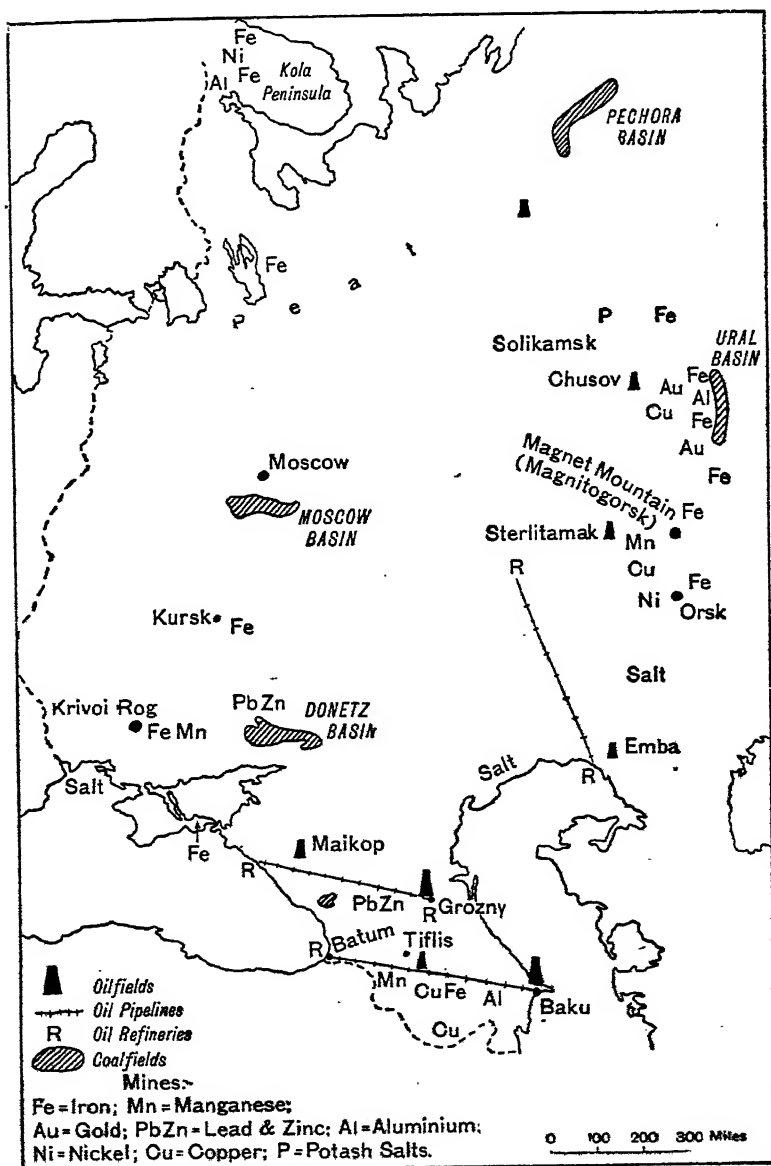 Fe
Ni
Fe
Al
Kola
Peninsula
PECHORA
BASIN
Fe
P e a t
P Fe
Solikamsk
URAL
BASIN
Chusov
Fe
Au
Al
Cu
Fe
Au
Fe
Moscow
MOSCOW
BASIN
Magnet Mountain
(Magnitogorsk)
Fe
Sterlitamak
Mn
R
Cu
Fe
Ni
Orsk
Kursk
Fe
Salt
Krivoi Rog
Fe Mn
PbZn
DONETZ
BASIN
Emba
Salt
Salt
R
Fe
Maikop
R
PbZn
R
Grozny
R
Batum
Tiflis
Mn
CuFe
Al
Baku
Cu
Oilfields
Oil Pipelines
R Oil Refineries
Coalfields
Mines:-
Fe=Iron; Mn=Manganese;
Au=Gold; PbZn=Lead & Zinc; Al=Aluminium;
Ni=Nickel; Cu=Copper; P=Potash Salts.
0 100 200 300 Miles